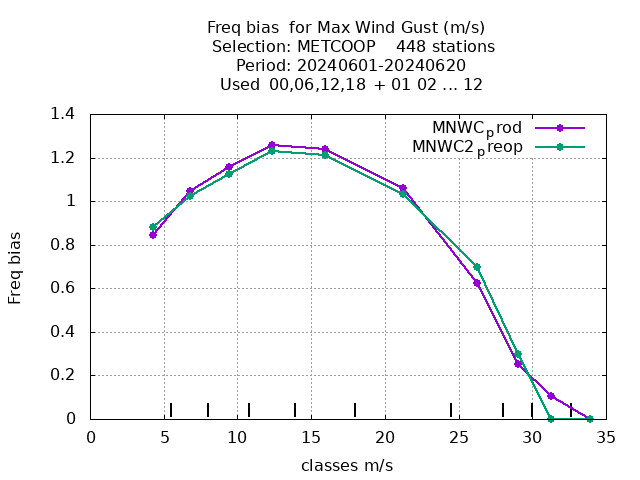 Freq bias for Max Wind Gust (m/s)
Selection: METCOOP 448 stations
Period: 20240601-20240620
Used 00,06,12,18 + 01 02 ... 12
MNWCprod
MNWC2preop
1.4
1.2
1
0.8
0.6
0.4
0.2
0
Freq bias
0 5 10 15 20 25 30 35
classes m/s